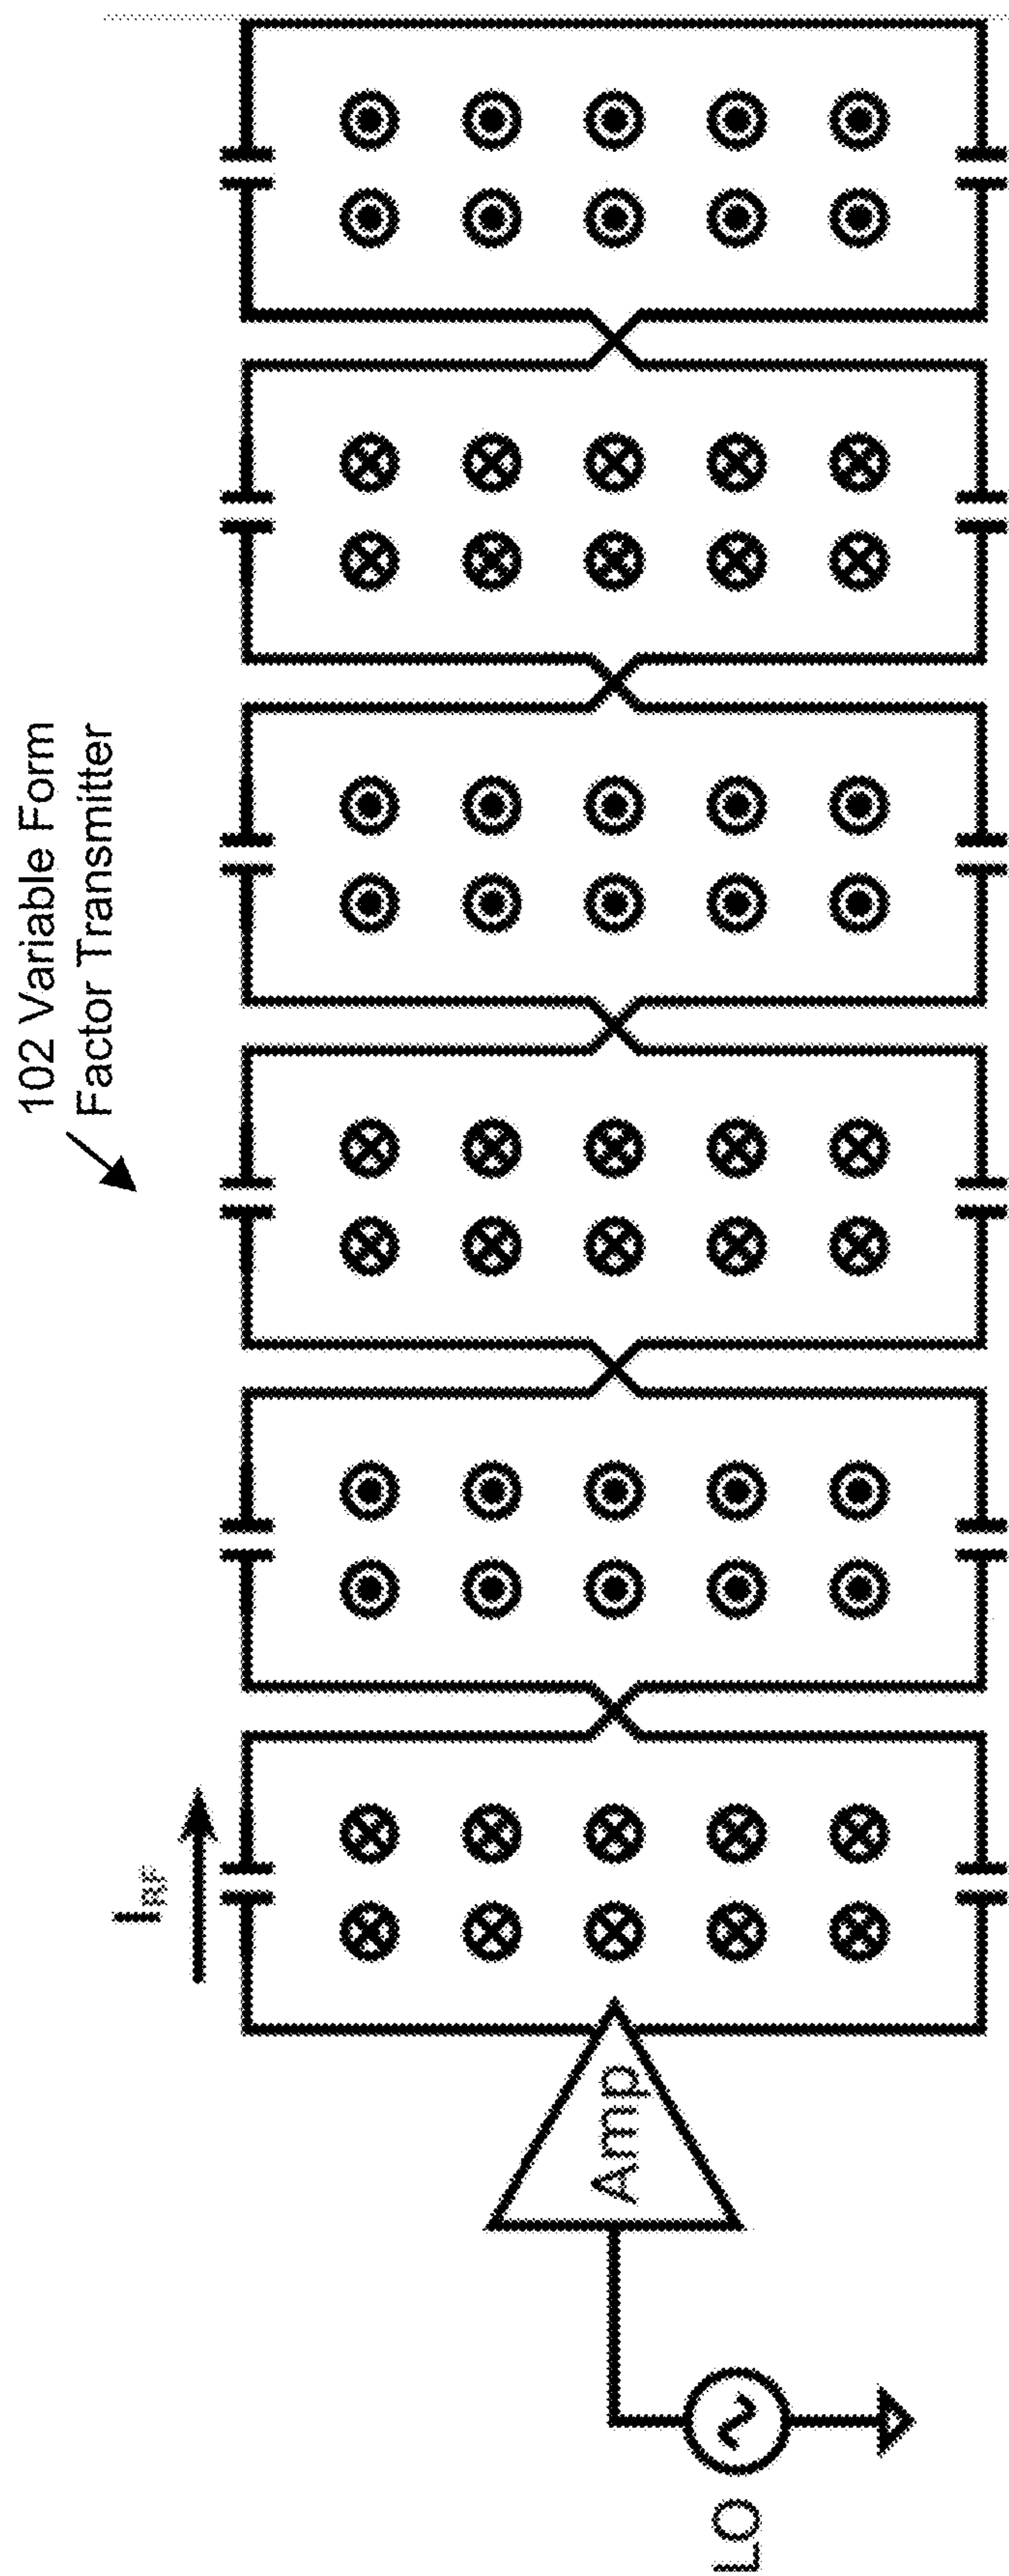 102 Variable Form
Factor Transmitter
I_RF
Amp
LO